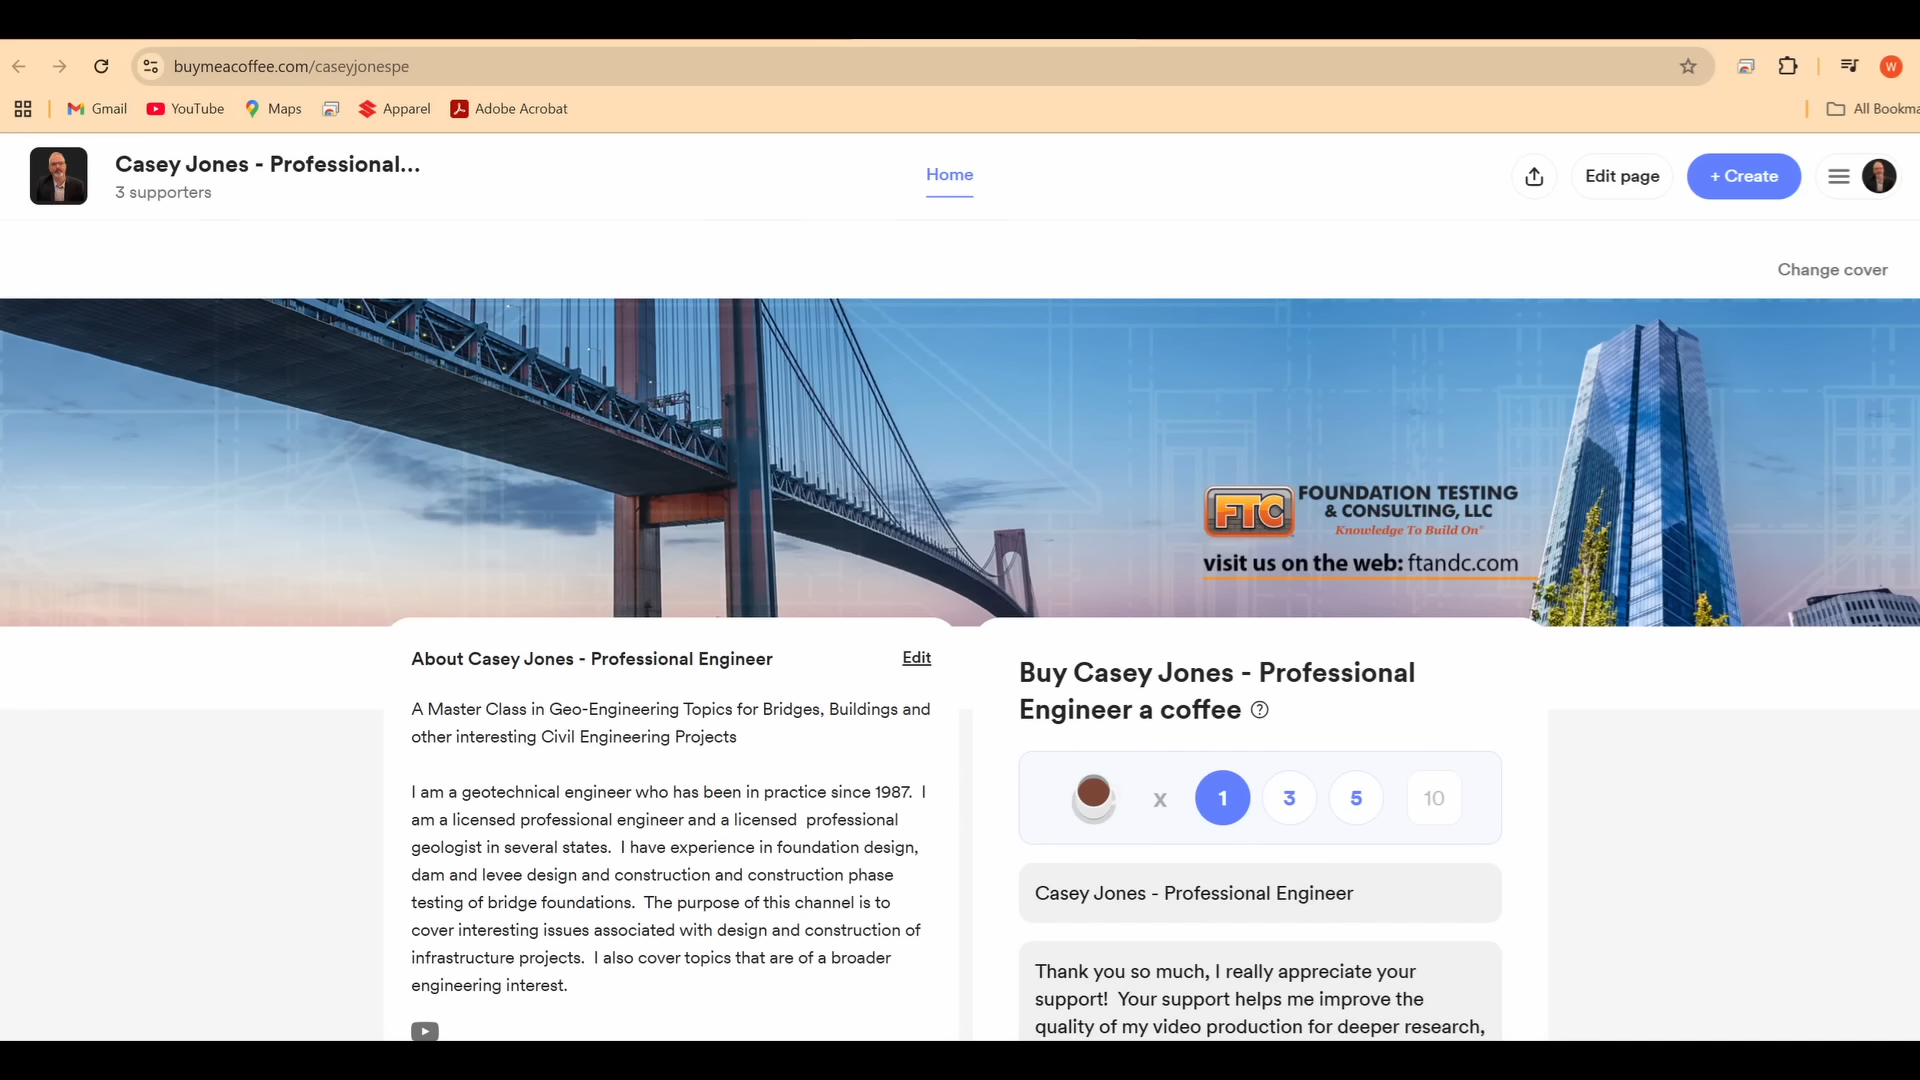 buymeacoffee.com/caseyjonespe
W
Gmail
YouTube
Maps
Apparel
Adobe Acrobat
All Bookma
Casey Jones - Professional...
3 supporters
Home
Edit page
+ Create
Change cover
FTC
FOUNDATION TESTING
& CONSULTING, LLC
Knowledge To Build On®
visit us on the web: ftandc.com
About Casey Jones - Professional Engineer
Edit
A Master Class in Geo-Engineering Topics for Bridges, Buildings and
other interesting Civil Engineering Projects
I am a geotechnical engineer who has been in practice since 1987.  I
am a licensed professional engineer and a licensed  professional
geologist in several states.  I have experience in foundation design,
dam and levee design and construction and construction phase
testing of bridge foundations.  The purpose of this channel is to
cover interesting issues associated with design and construction of
infrastructure projects.  I also cover topics that are of a broader
engineering interest.
Buy Casey Jones - Professional
Engineer a coffee ?
x 1 3 5 10
Casey Jones - Professional Engineer
Thank you so much, I really appreciate your
support!  Your support helps me improve the
quality of my video production for deeper research,